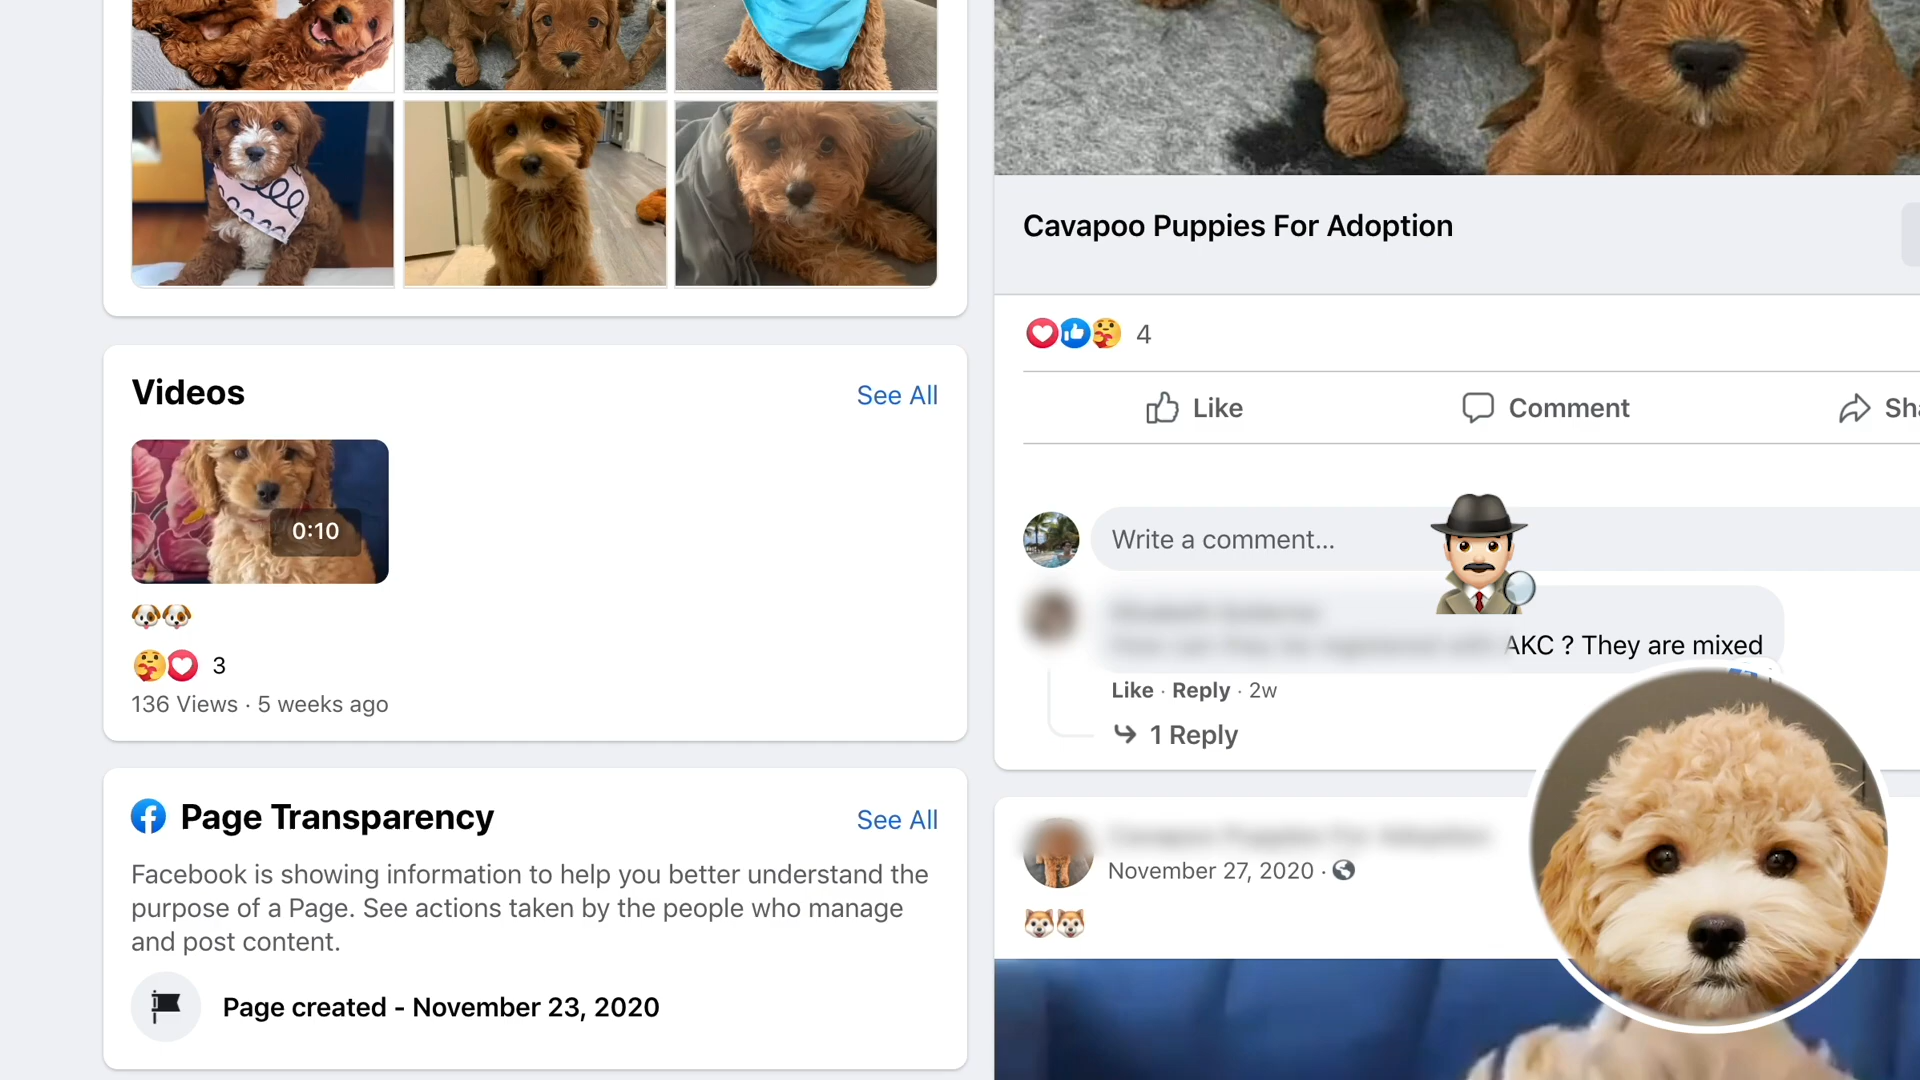 Videos
See All
0:10
3
136 Views · 5 weeks ago
Page Transparency
See All
Facebook is showing information to help you better understand the
purpose of a Page. See actions taken by the people who manage
and post content.
Page created - November 23, 2020
Cavapoo Puppies For Adoption
4
Like
Comment
Write a comment...
AKC ? They are mixed
Like · Reply · 2w
1 Reply
November 27, 2020 ·